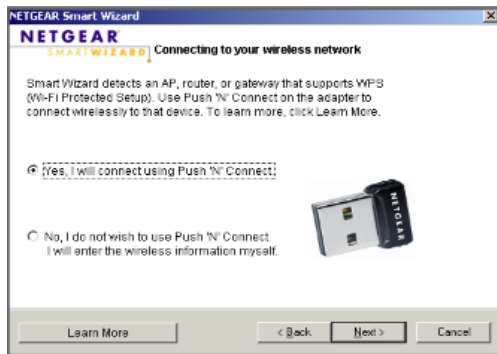 NETGEAR Smart Wizard
NETGEAR
SMARTWIZARD
Connecting to your wireless network
Smart Wizard detects an AP, router, or gateway that supports WPS
(Wi-Fi Protected Setup). Use Push 'N' Connect on the adapter to
connect wirelessly to that device. To learn more, click Learn More.
Yes, I will connect using Push 'N' Connect.
NETGEAR
No, I do not wish to use Push 'N' Connect.
I will enter the wireless information myself.
Learn More
< Back
Next >
Cancel